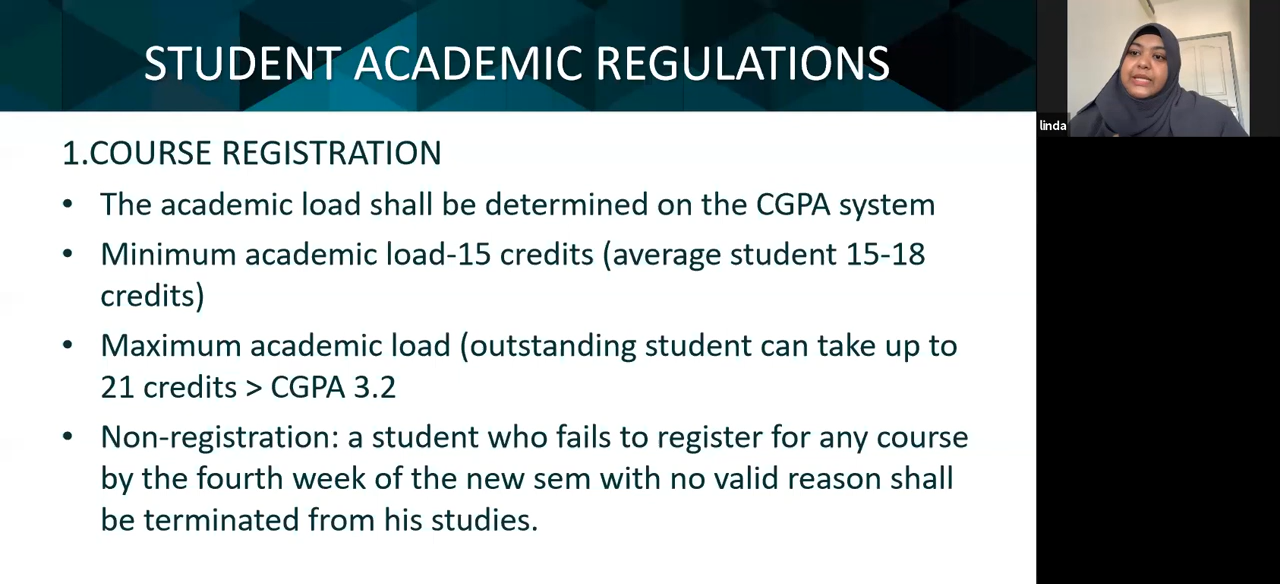 STUDENT ACADEMIC REGULATIONS
linda
1.COURSE REGISTRATION
• The academic load shall be determined on the CGPA system
• Minimum academic load-15 credits (average student 15-18
credits)
• Maximum academic load (outstanding student can take up to
21 credits > CGPA 3.2
• Non-registration: a student who fails to register for any course
by the fourth week of the new sem with no valid reason shall
be terminated from his studies.